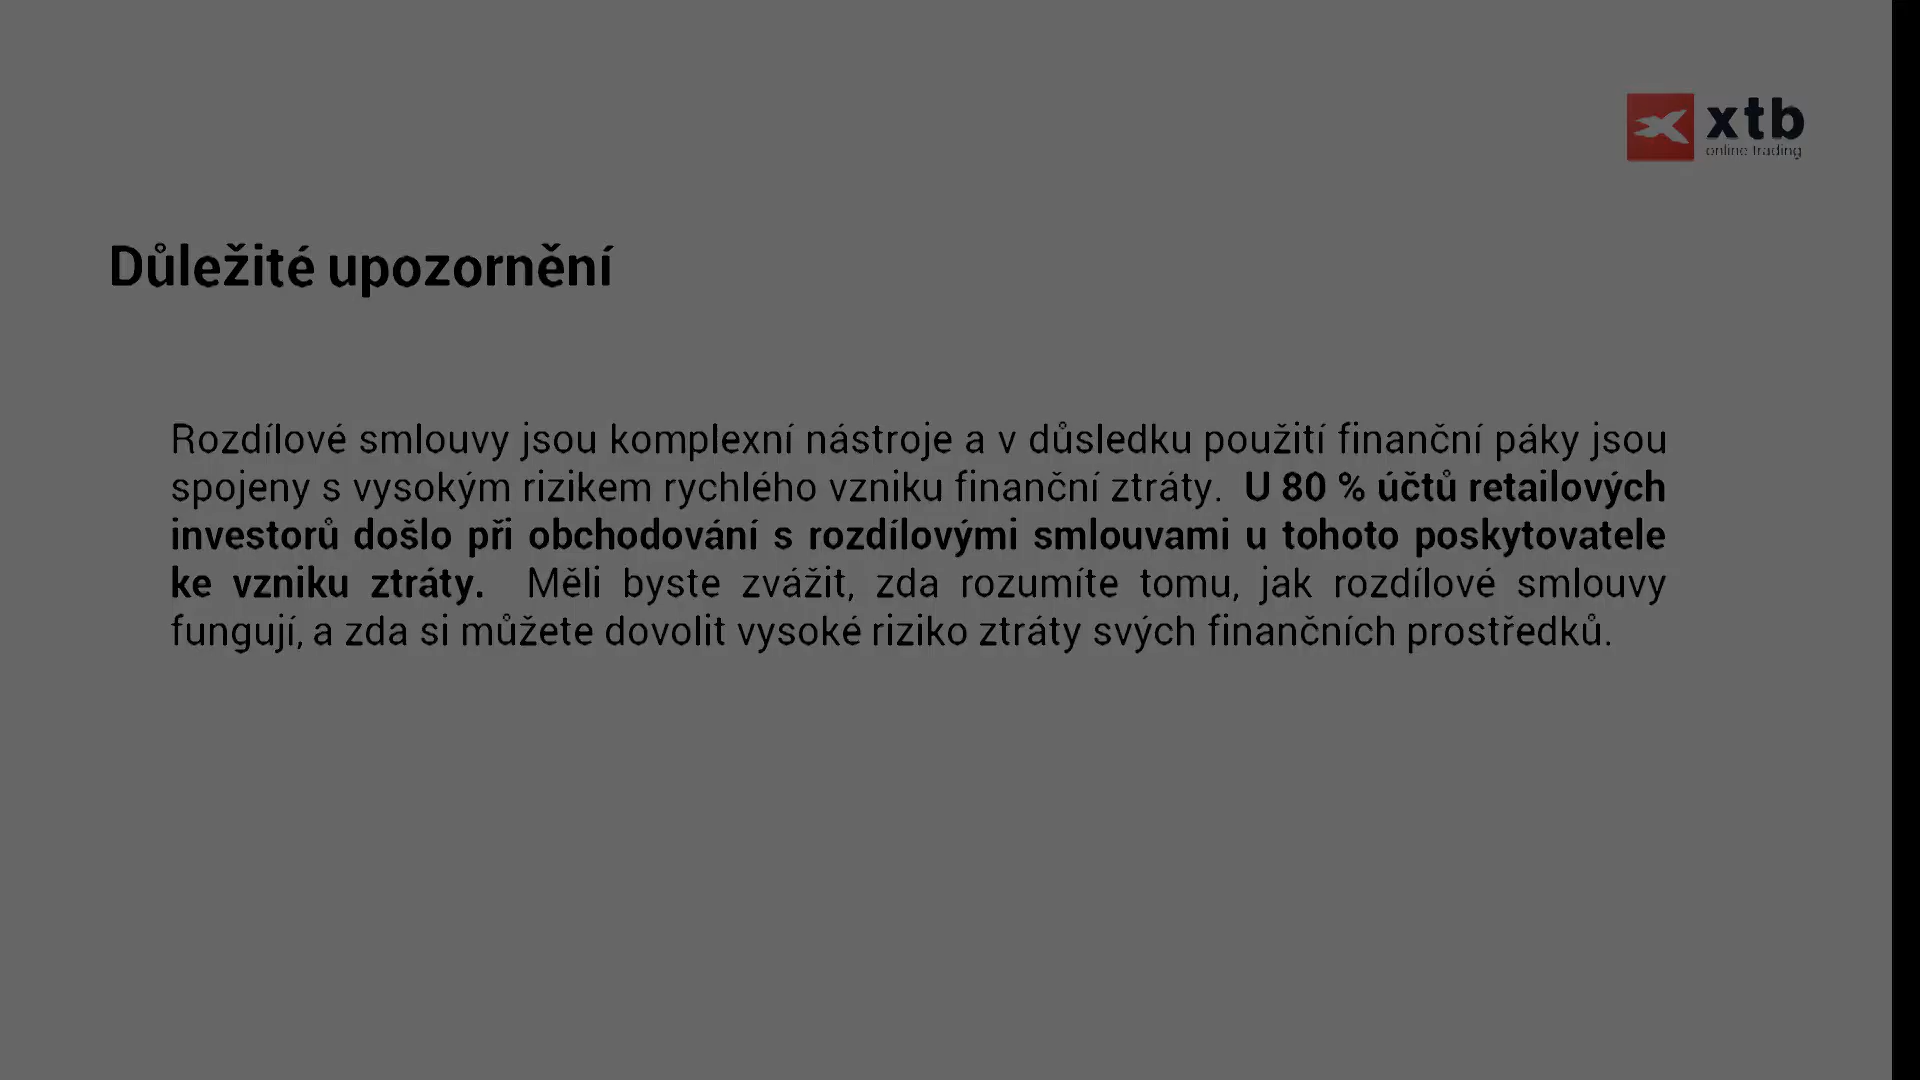 xtb
online trading
Důležité upozornění
Rozdílové smlouvy jsou komplexní nástroje a v důsledku použití finanční páky jsou
spojeny s vysokým rizikem rychlého vzniku finanční ztráty. U 80 % účtů retailových
investorů došlo při obchodování s rozdílovými smlouvami u tohoto poskytovatele
ke vzniku ztráty. Měli byste zvážit, zda rozumíte tomu, jak rozdílové smlouvy
fungují, a zda si můžete dovolit vysoké riziko ztráty svých finančních prostředků.